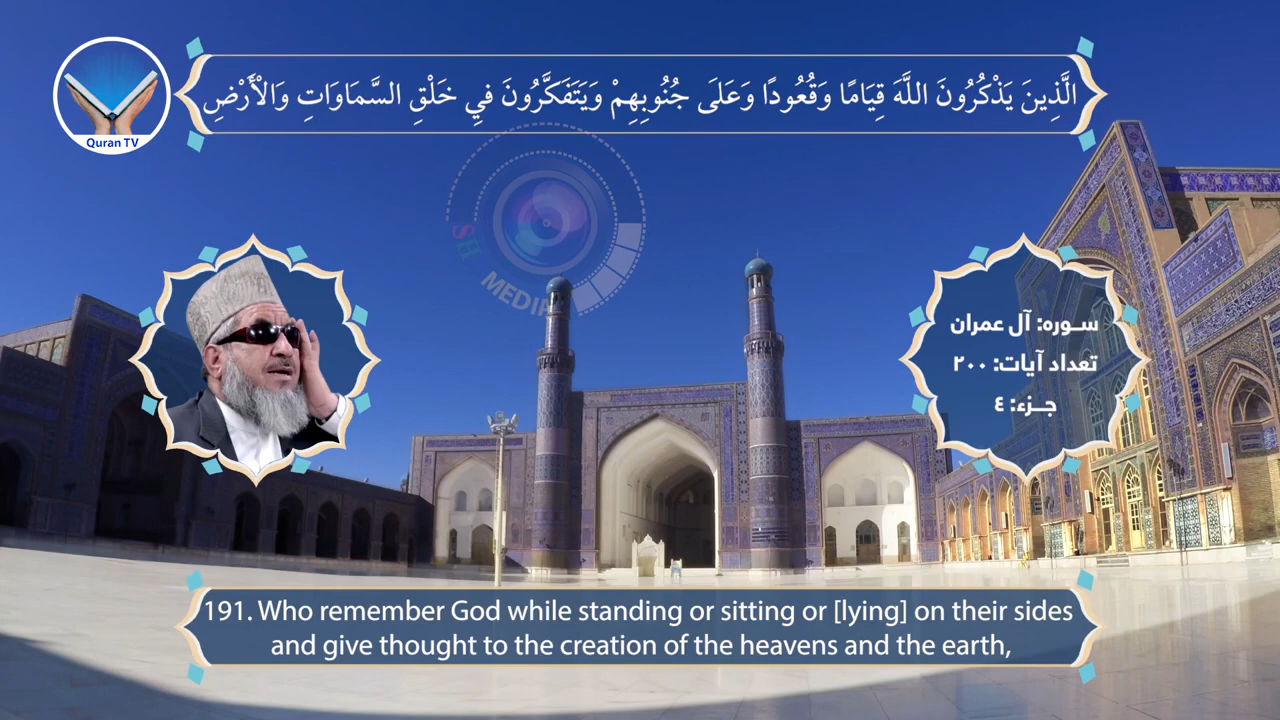 الَّذِينَ يَذْكُرُونَ اللَّهَ قِيَامًا وَقُعُودًا وَعَلَى جُنُوبِهِمْ وَيَتَفَكَّرُونَ فِي خَلْقِ السَّمَاوَاتِ وَالْأَرْضِ
Quran TV
MEDIA
سوره: آل عمران
تعداد آیات: ۲۰۰
جزء: ٤
191. Who remember God while standing or sitting or [lying] on their sides
and give thought to the creation of the heavens and the earth,